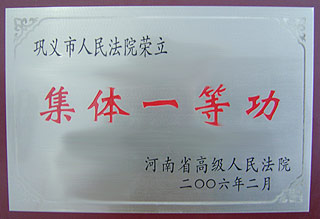 巩义市人民法院荣立
集体一等功
河南省高级人民法院
二〇〇六年二月